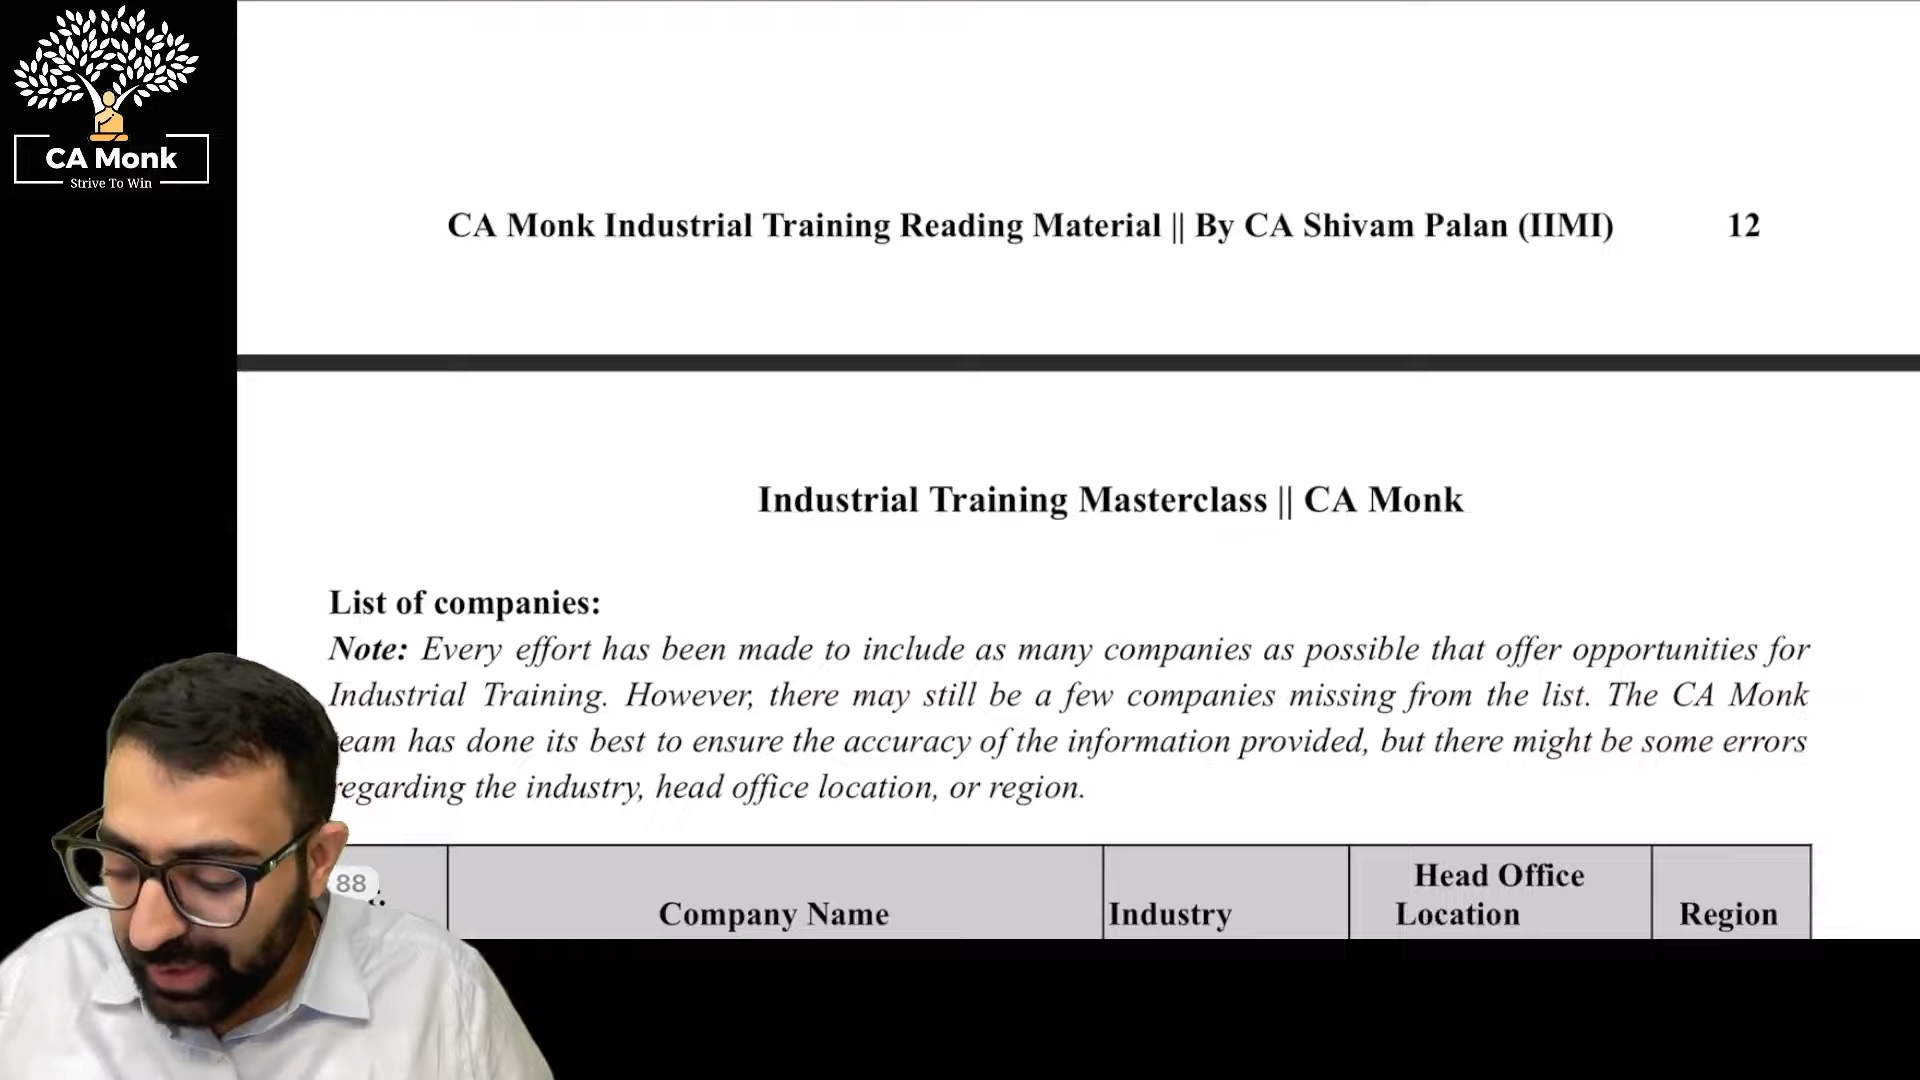 CA Monk
Strive To Win
CA Monk Industrial Training Reading Material || By CA Shivam Palan (IIMI) 12
Industrial Training Masterclass || CA Monk
List of companies:
Note: Every effort has been made to include as many companies as possible that offer opportunities for
Industrial Training. However, there may still be a few companies missing from the list. The CA Monk
team has done its best to ensure the accuracy of the information provided, but there might be some errors
regarding the industry, head office location, or region.
88
Company Name Industry Head Office Location Region